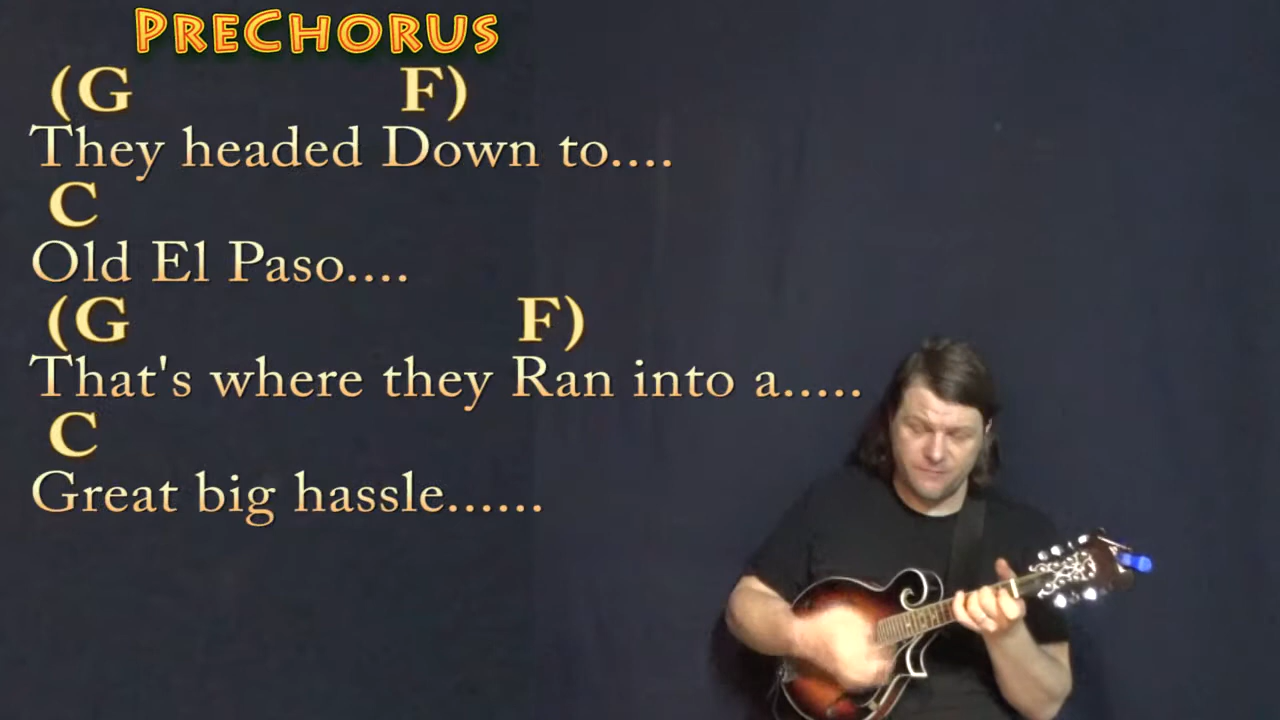 PreChorus
(G F)
They headed Down to....
C
Old El Paso....
(G F)
That's where they Ran into a.....
C
Great big hassle......